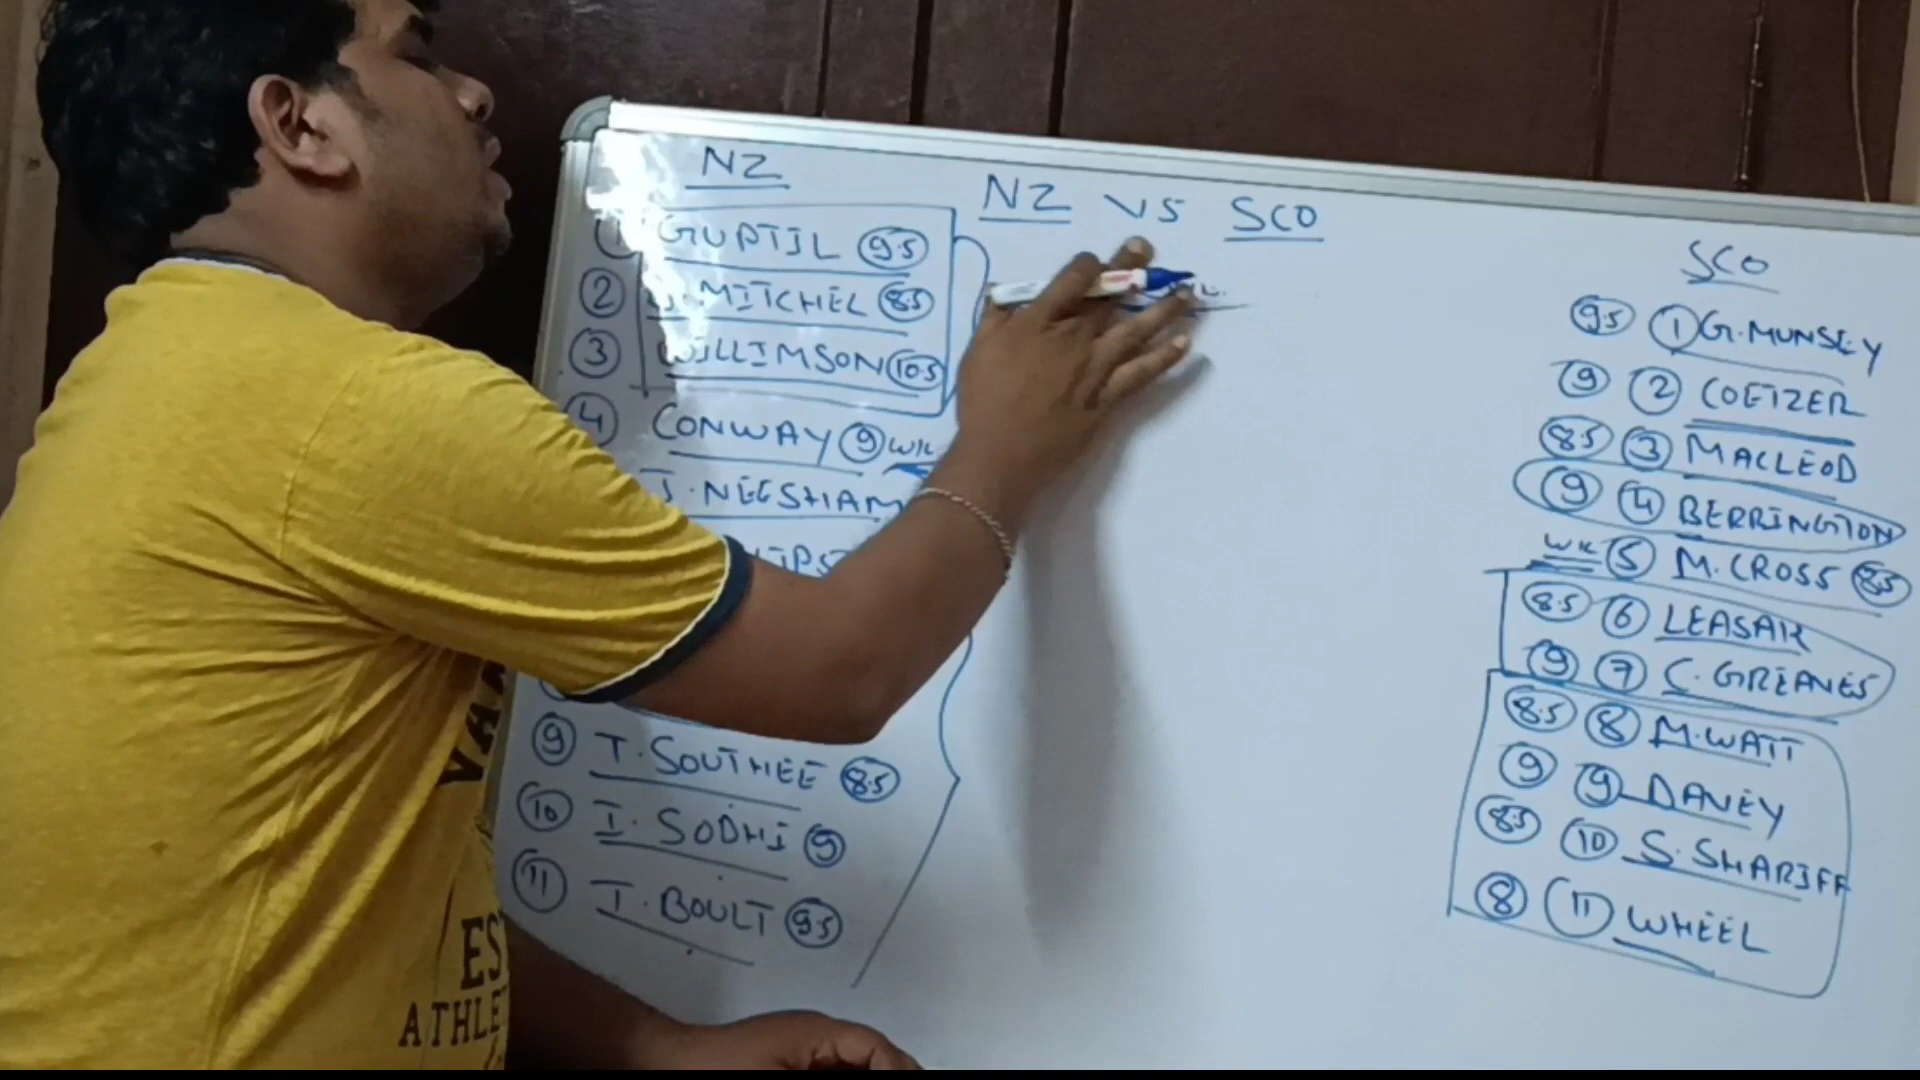 NZ
1 GUPTIL 9.5
2 D.MITCHEL 8.5
3 WILLIMSON 10.5
4 CONWAY 9 WK
J.NEESHAM
9 T.SOUTHEE 8.5
10 I.SODHI 9
11 T.BOULT 9.5
NZ VS SCO
SCO
9.5 1 G.MUNSEY
9 2 COETZER
8.5 3 MACLEOD
9 4 BERRINGTON
WK 5 M.CROSS 8.5
8.5 6 LEASAK
9 7 C.GREAVES
8.5 8 M.WATT
9 9 DAVEY
8.5 10 S.SHARIFF
8 11 WHEEL
ES
ATHLE